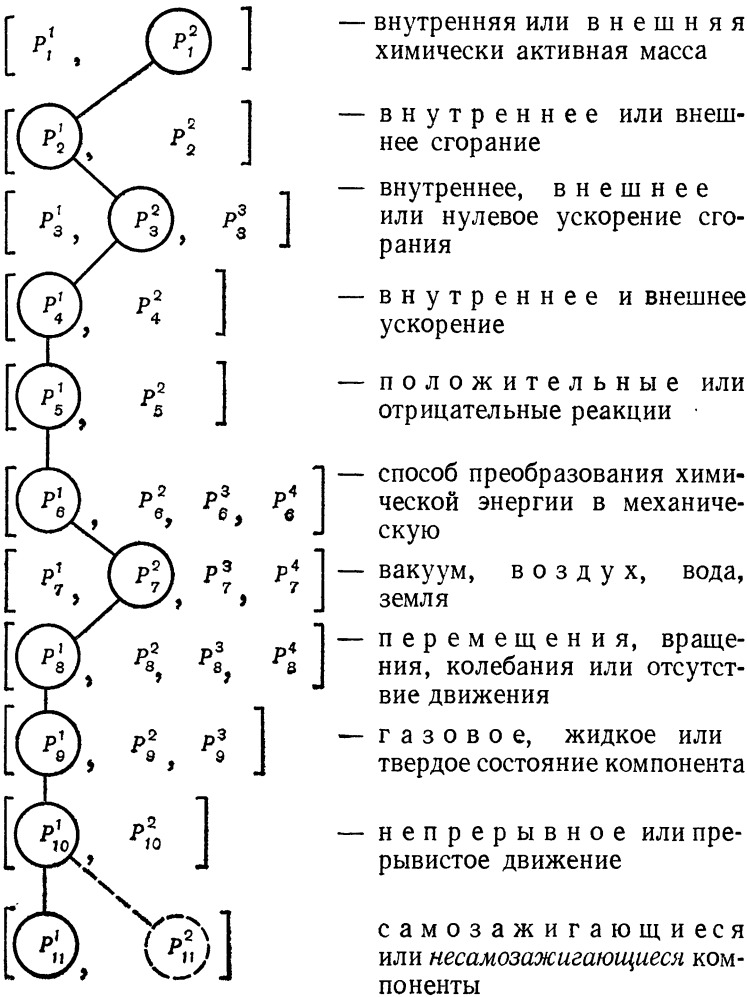 [ P₁¹, P₁² ] — внутренняя или внешняя
химически активная масса
[ P₂¹, P₂² ] — внутреннее или внеш-
нее сгорание
[ P₃¹, P₃², P₃³ ] — внутреннее, внешнее
или нулевое ускорение сго-
рания
[ P₄¹, P₄² ] — внутреннее и внешнее
ускорение
[ P₅¹, P₅² ] — положительные или
отрицательные реакции
[ P₆¹, P₆², P₆³, P₆⁴ ] — способ преобразования хими-
ческой энергии в механиче-
скую
[ P₇¹, P₇², P₇³, P₇⁴ ] — вакуум, воздух, вода,
земля
[ P₈¹, P₈², P₈³, P₈⁴ ] — перемещения, враще-
ния, колебания или отсутст-
вие движения
[ P₉¹, P₉², P₉³ ] — газовое, жидкое или
твердое состояние компонента
[ P₁₀¹, P₁₀² ] — непрерывное или пре-
рывистое движение
[ P₁₁¹, P₁₁² ] самозажигающиеся
или несамозажигающиеся ком-
поненты